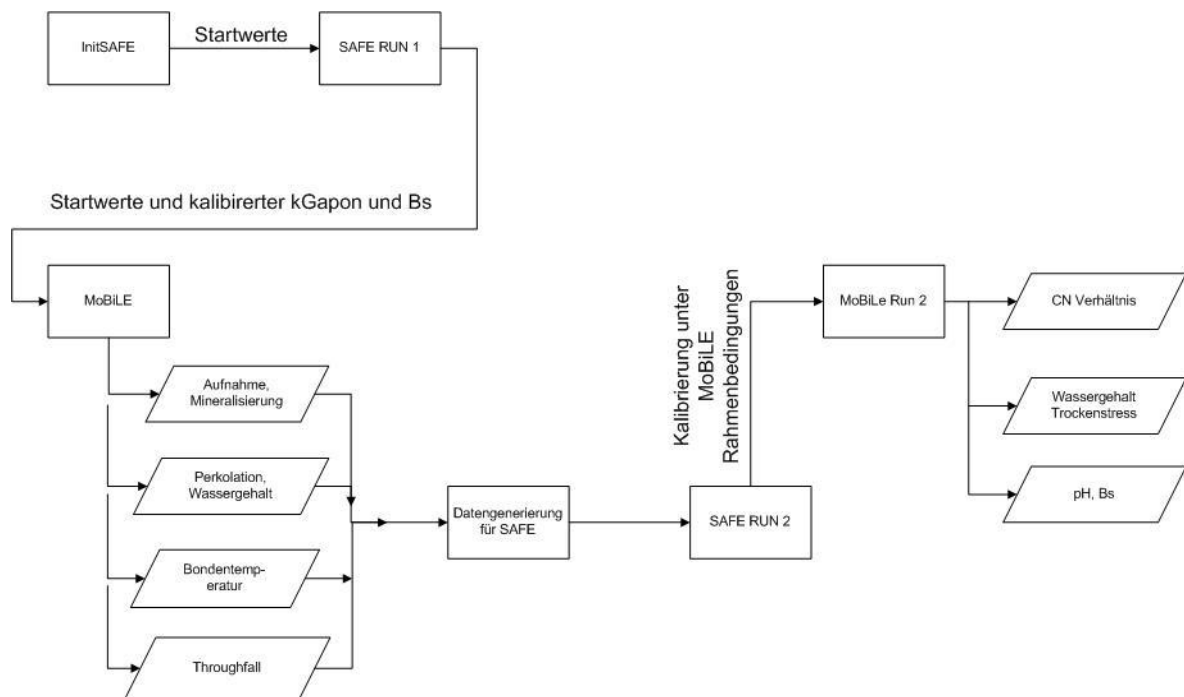 InitSAFE
Startwerte
SAFE RUN 1
Startwerte und kalibirerter kGapon und Bs
MoBiLE
Aufnahme,
Mineralisierung
Perkolation,
Wassergehalt
Bondentemp-
eratur
Throughfall
Datengenerierung
für SAFE
SAFE RUN 2
Kalibrierung unter
MoBiLE
Rahmenbedingungen
MoBiLe Run 2
CN Verhältnis
Wassergehalt
Trockenstress
pH, Bs